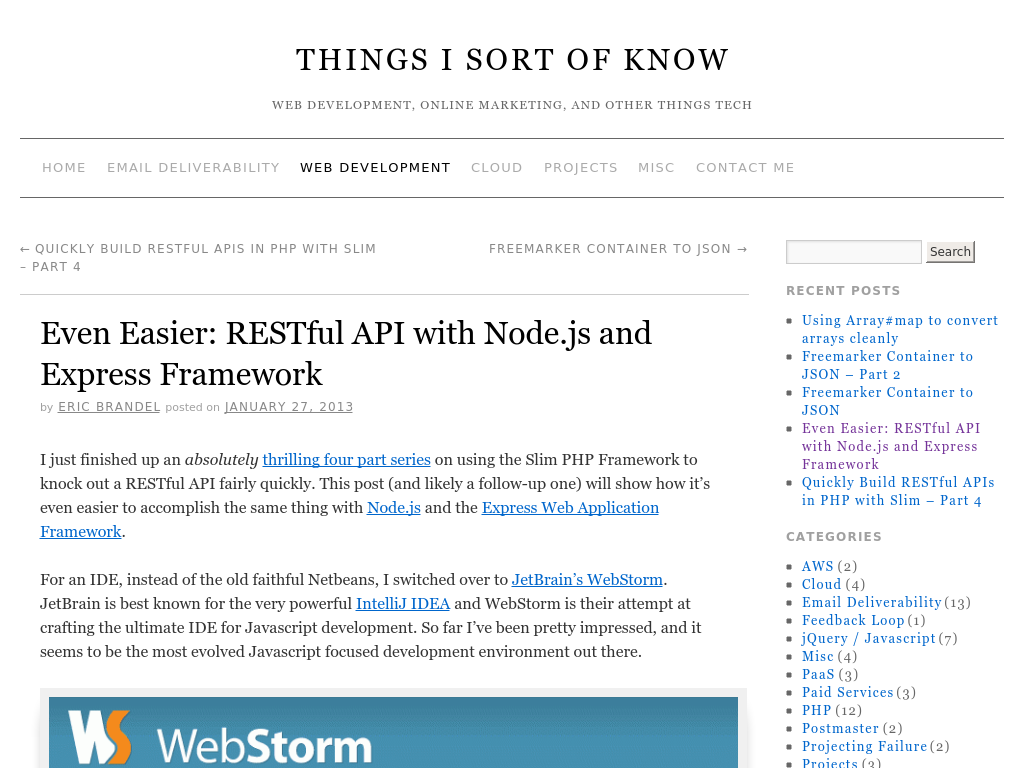 THINGS I SORT OF KNOW
WEB DEVELOPMENT, ONLINE MARKETING, AND OTHER THINGS TECH
HOME EMAIL DELIVERABILITY WEB DEVELOPMENT CLOUD PROJECTS MISC CONTACT ME
← QUICKLY BUILD RESTFUL APIS IN PHP WITH SLIM
– PART 4
FREEMARKER CONTAINER TO JSON →
Even Easier: RESTful API with Node.js and
Express Framework
by ERIC BRANDEL posted on JANUARY 27, 2013
I just finished up an absolutely thrilling four part series on using the Slim PHP Framework to
knock out a RESTful API fairly quickly. This post (and likely a follow-up one) will show how it’s
even easier to accomplish the same thing with Node.js and the Express Web Application
Framework.
For an IDE, instead of the old faithful Netbeans, I switched over to JetBrain’s WebStorm.
JetBrain is best known for the very powerful IntelliJ IDEA and WebStorm is their attempt at
crafting the ultimate IDE for Javascript development. So far I’ve been pretty impressed, and it
seems to be the most evolved Javascript focused development environment out there.
WS WebStorm
Search
RECENT POSTS
Using Array#map to convert
arrays cleanly
Freemarker Container to
JSON – Part 2
Freemarker Container to
JSON
Even Easier: RESTful API
with Node.js and Express
Framework
Quickly Build RESTful APIs
in PHP with Slim – Part 4
CATEGORIES
AWS (2)
Cloud (4)
Email Deliverability (13)
Feedback Loop (1)
jQuery / Javascript (7)
Misc (4)
PaaS (3)
Paid Services (3)
PHP (12)
Postmaster (2)
Projecting Failure (2)
Projects (3)